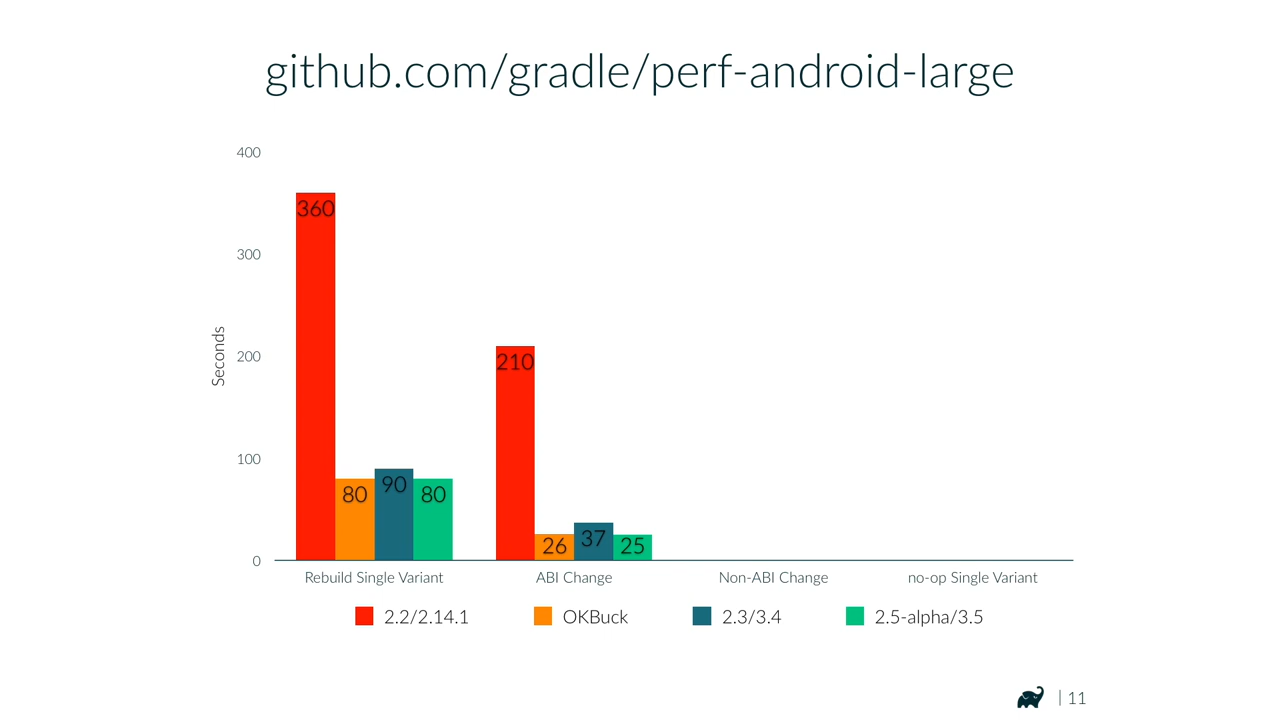 github.com/gradle/perf-android-large
400
300
200
100
0
Seconds
360
80
90
80
210
26
37
25
Rebuild Single Variant
ABI Change
Non-ABI Change
no-op Single Variant
2.2/2.14.1
OKBuck
2.3/3.4
2.5-alpha/3.5
| 11